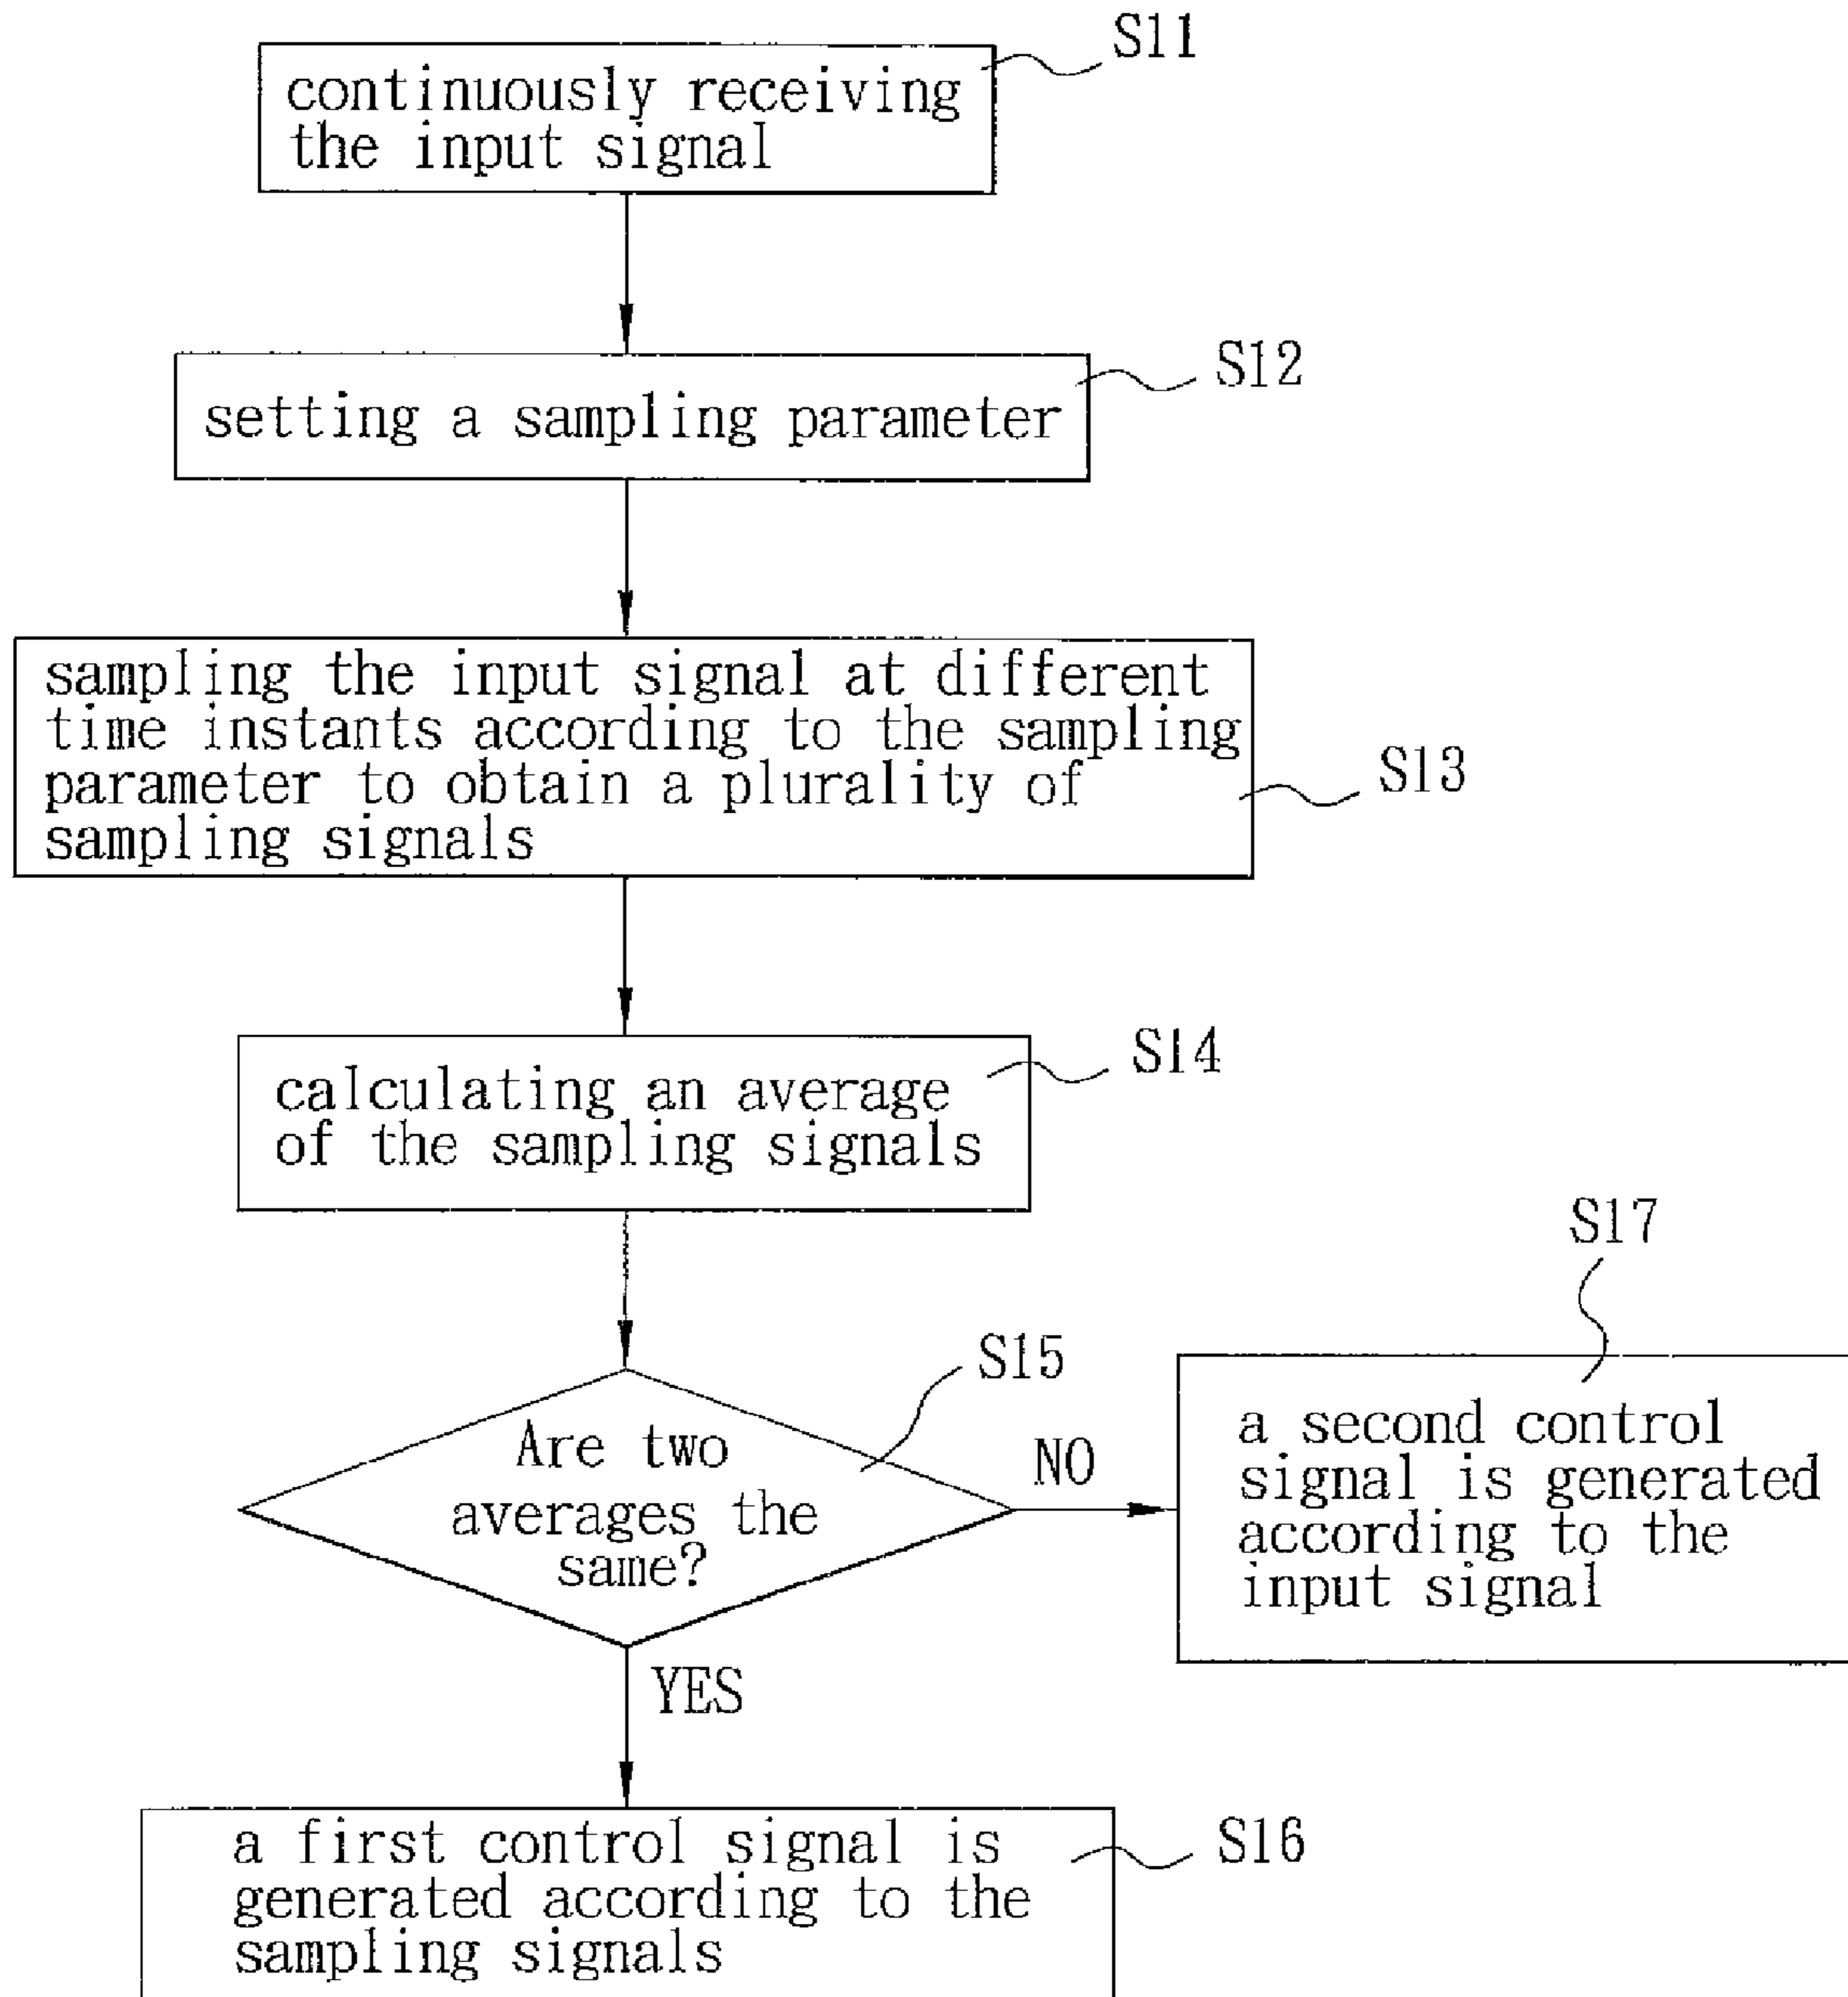 S11
continuously receiving
the input signal
S12
setting a sampling parameter
sampling the input signal at different
time instants according to the sampling
parameter to obtain a plurality of
sampling signals
S13
S14
calculating an average
of the sampling signals
S17
S15
Are two
averages the
same?
NO
a second control
signal is generated
according to the
input signal
YES
a first control signal is
generated according to the
sampling signals
S16